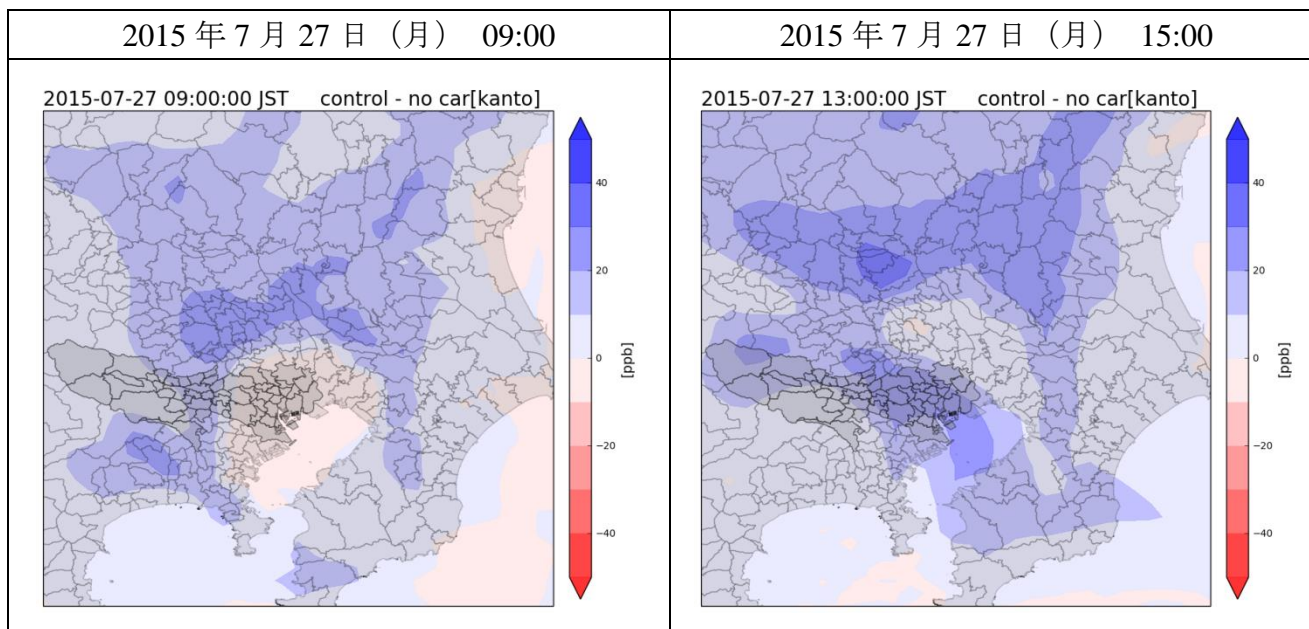 2015 年 7 月 27 日（月） 09:00
2015 年 7 月 27 日（月） 15:00
2015-07-27 09:00:00 JST control - no car[kanto]
40
20
0
−20
−40
[ppb]
2015-07-27 13:00:00 JST control - no car[kanto]
40
20
0
−20
−40
[ppb]